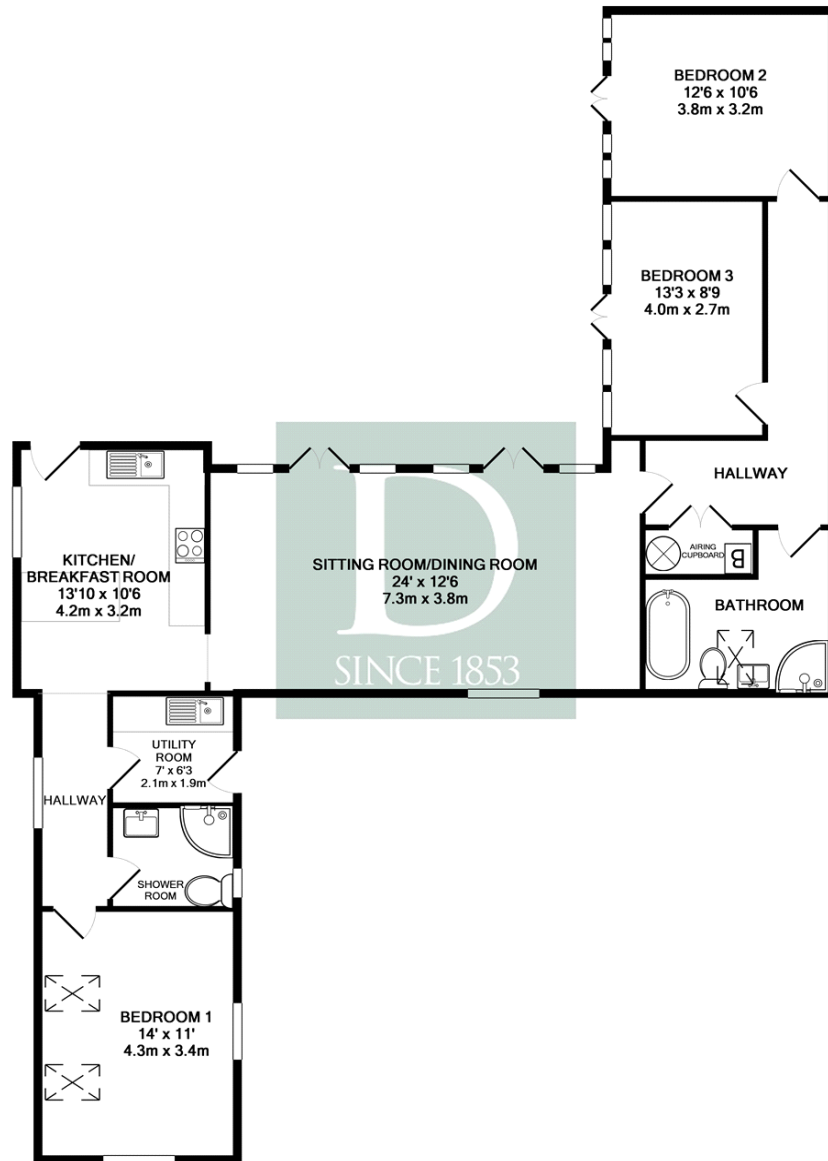 BEDROOM 2
12'6 x 10'6
3.8m x 3.2m
BEDROOM 3
13'3 x 8'9
4.0m x 2.7m
HALLWAY
AIRING
CUPBOARD
B
BATHROOM
KITCHEN/
BREAKFAST ROOM
13'10 x 10'6
4.2m x 3.2m
SITTING ROOM/DINING ROOM
24' x 12'6
7.3m x 3.8m
D
SINCE 1853
UTILITY
ROOM
7' x 6'3
2.1m x 1.9m
HALLWAY
SHOWER
ROOM
BEDROOM 1
14' x 11'
4.3m x 3.4m